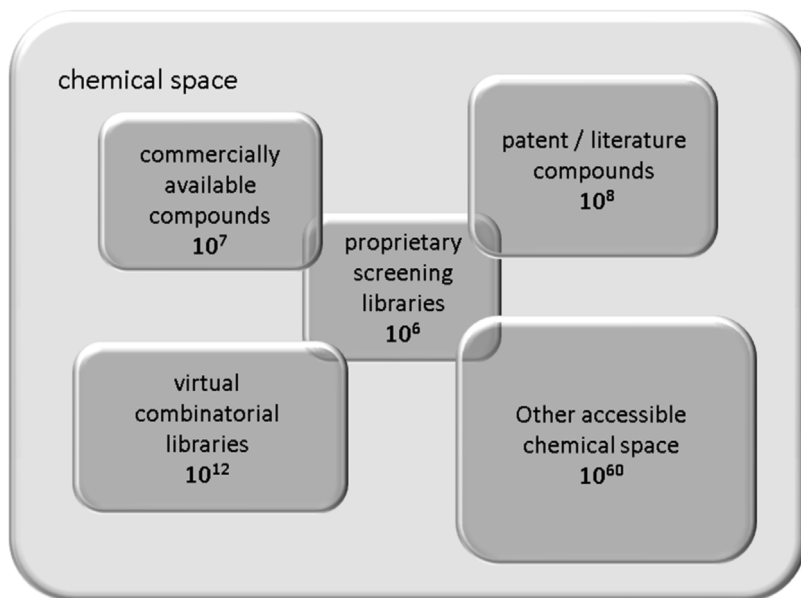 chemical space
commercially
available
compounds
10⁷
patent / literature
compounds
10⁸
proprietary
screening
libraries
10⁶
virtual
combinatorial
libraries
10¹²
Other accessible
chemical space
10⁶⁰